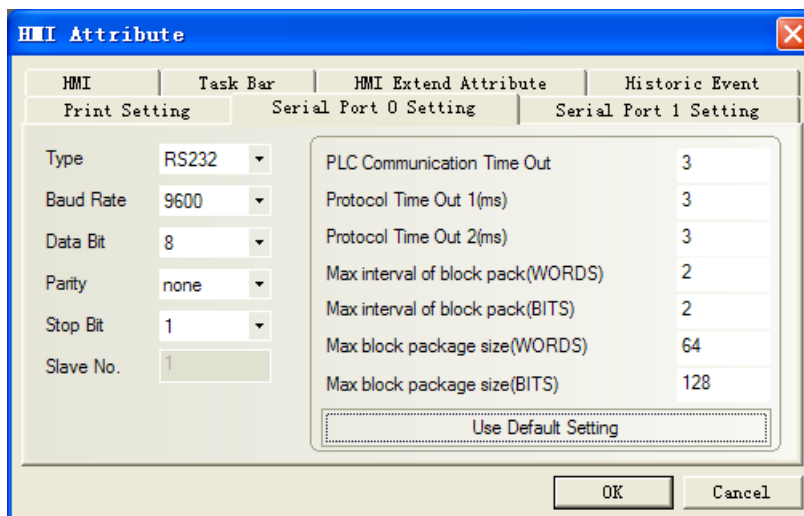 HMI Attribute
HMI Task Bar HMI Extend Attribute Historic Event
Print Setting Serial Port 0 Setting Serial Port 1 Setting
Type RS232
Baud Rate 9600
Data Bit 8
Parity none
Stop Bit 1
Slave No. 1
PLC Communication Time Out 3
Protocol Time Out 1(ms) 3
Protocol Time Out 2(ms) 3
Max interval of block pack(WORDS) 2
Max interval of block pack(BITS) 2
Max block package size(WORDS) 64
Max block package size(BITS) 128
Use Default Setting
OK Cancel